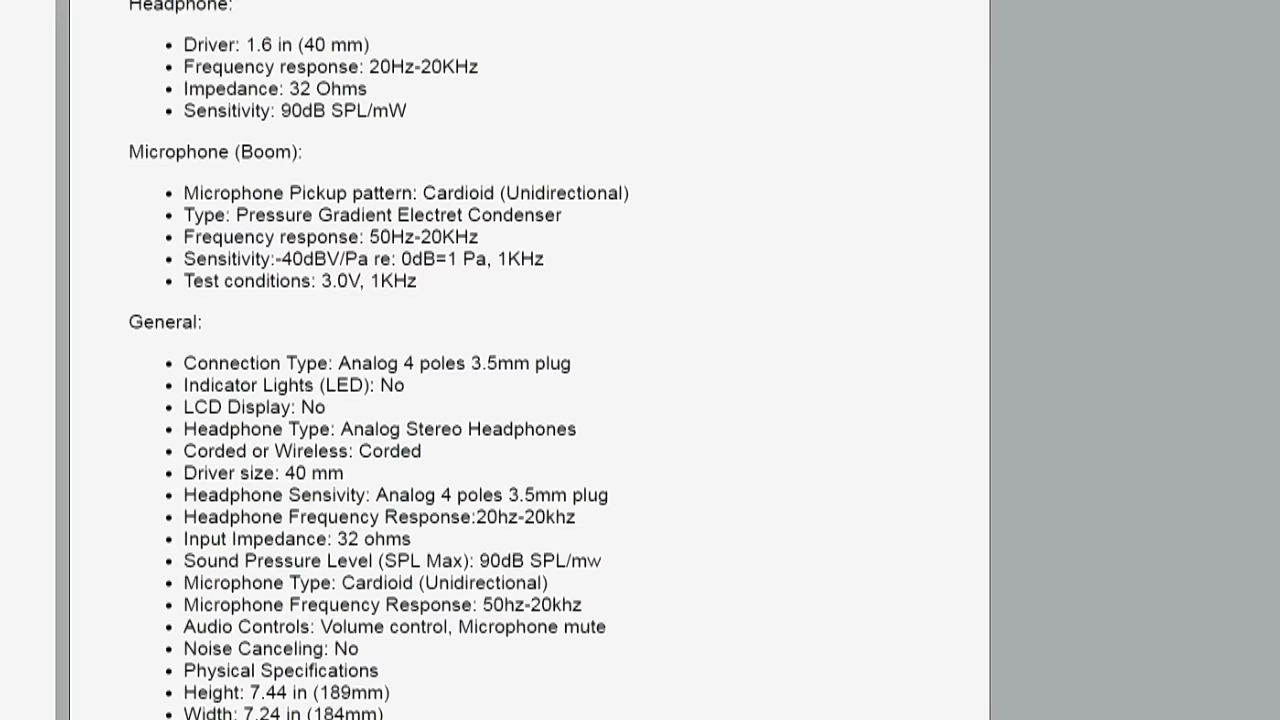 Headphone:
• Driver: 1.6 in (40 mm)
• Frequency response: 20Hz-20KHz
• Impedance: 32 Ohms
• Sensitivity: 90dB SPL/mW
Microphone (Boom):
• Microphone Pickup pattern: Cardioid (Unidirectional)
• Type: Pressure Gradient Electret Condenser
• Frequency response: 50Hz-20KHz
• Sensitivity:-40dBV/Pa re: 0dB=1 Pa, 1KHz
• Test conditions: 3.0V, 1KHz
General:
• Connection Type: Analog 4 poles 3.5mm plug
• Indicator Lights (LED): No
• LCD Display: No
• Headphone Type: Analog Stereo Headphones
• Corded or Wireless: Corded
• Driver size: 40 mm
• Headphone Sensivity: Analog 4 poles 3.5mm plug
• Headphone Frequency Response:20hz-20khz
• Input Impedance: 32 ohms
• Sound Pressure Level (SPL Max): 90dB SPL/mw
• Microphone Type: Cardioid (Unidirectional)
• Microphone Frequency Response: 50hz-20khz
• Audio Controls: Volume control, Microphone mute
• Noise Canceling: No
• Physical Specifications
• Height: 7.44 in (189mm)
• Width: 7.24 in (184mm)